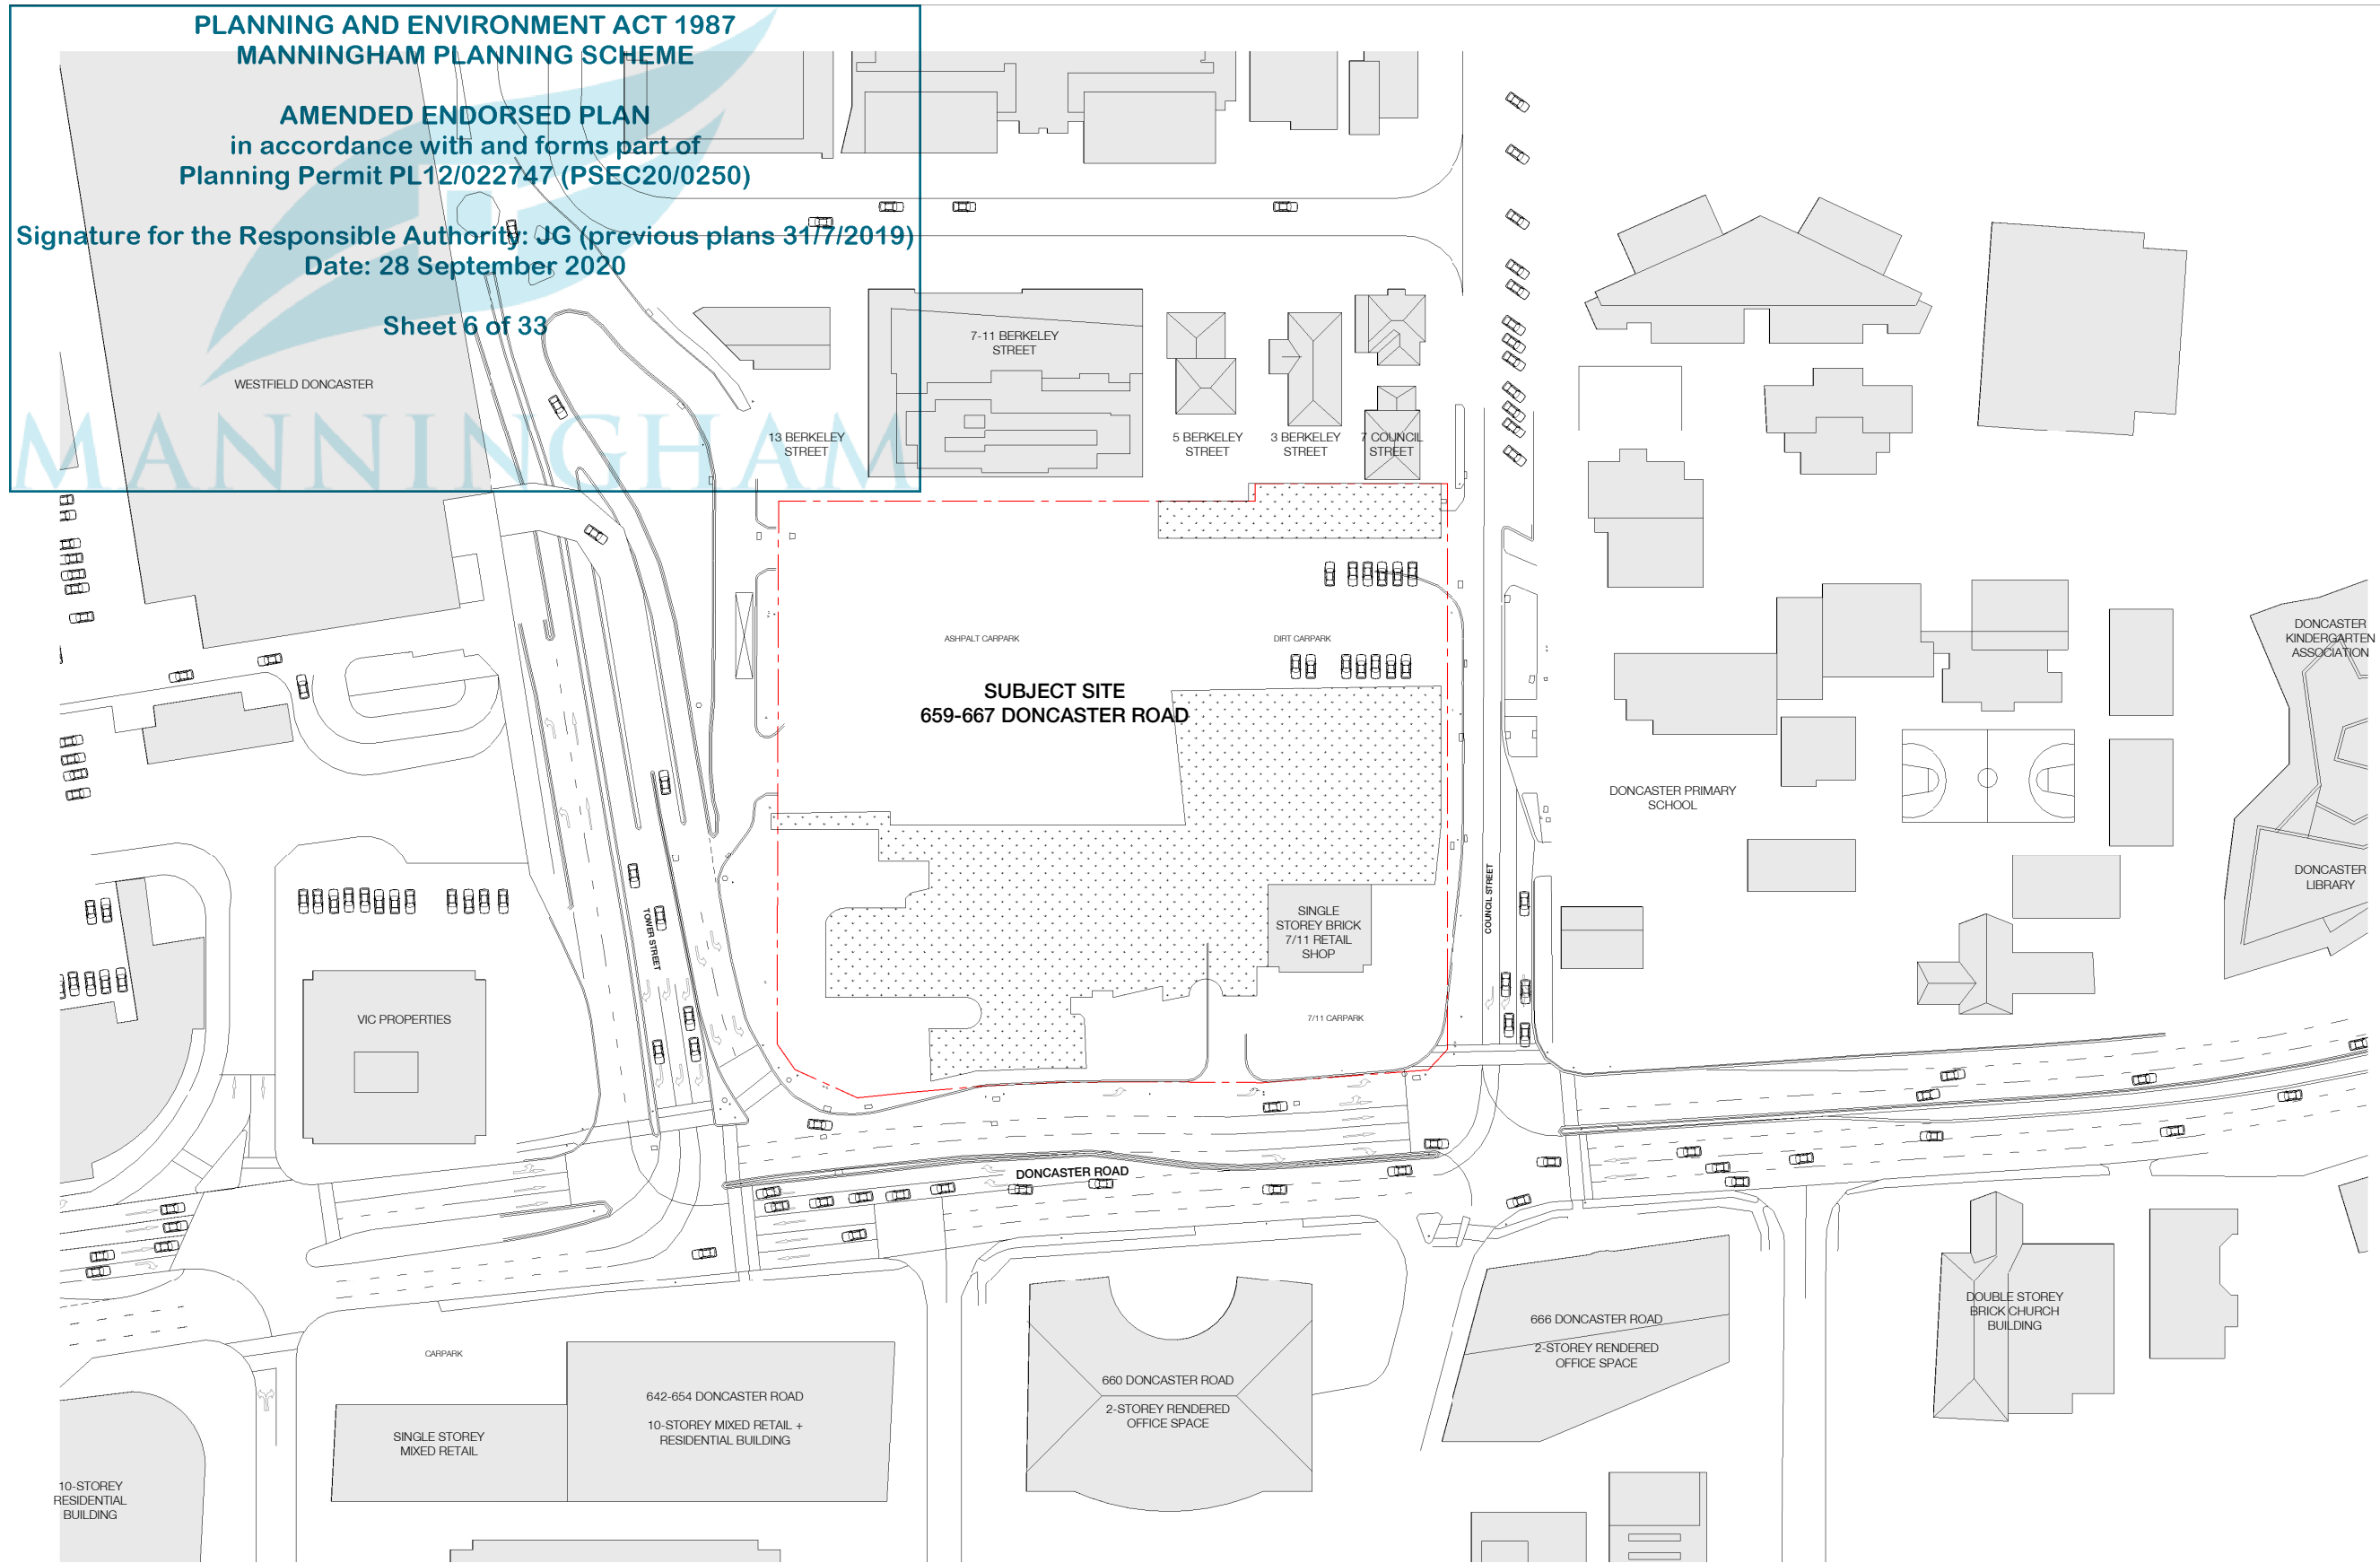 PLANNING AND ENVIRONMENT ACT 1987
MANNINGHAM PLANNING SCHEME
AMENDED ENDORSED PLAN
in accordance with and forms part of
Planning Permit PL12/022747 (PSEC20/0250)
Signature for the Responsible Authority: JG (previous plans 31/7/2019)
Date: 28 September 2020
Sheet 6 of 33
MANNINGHAM
WESTFIELD DONCASTER
7-11 BERKELEY
STREET
13 BERKELEY
STREET
5 BERKELEY
STREET
3 BERKELEY
STREET
7 COUNCIL
STREET
ASHPALT CARPARK
DIRT CARPARK
SUBJECT SITE
659-667 DONCASTER ROAD
DONCASTER
KINDERGARTEN
ASSOCIATION
DONCASTER PRIMARY
SCHOOL
DONCASTER
LIBRARY
COUNCIL STREET
TOWER STREET
SINGLE
STOREY BRICK
7/11 RETAIL
SHOP
7/11 CARPARK
VIC PROPERTIES
DONCASTER ROAD
CARPARK
642-654 DONCASTER ROAD
10-STOREY MIXED RETAIL +
RESIDENTIAL BUILDING
SINGLE STOREY
MIXED RETAIL
10-STOREY
RESIDENTIAL
BUILDING
660 DONCASTER ROAD
2-STOREY RENDERED
OFFICE SPACE
666 DONCASTER ROAD
2-STOREY RENDERED
OFFICE SPACE
DOUBLE STOREY
BRICK CHURCH
BUILDING